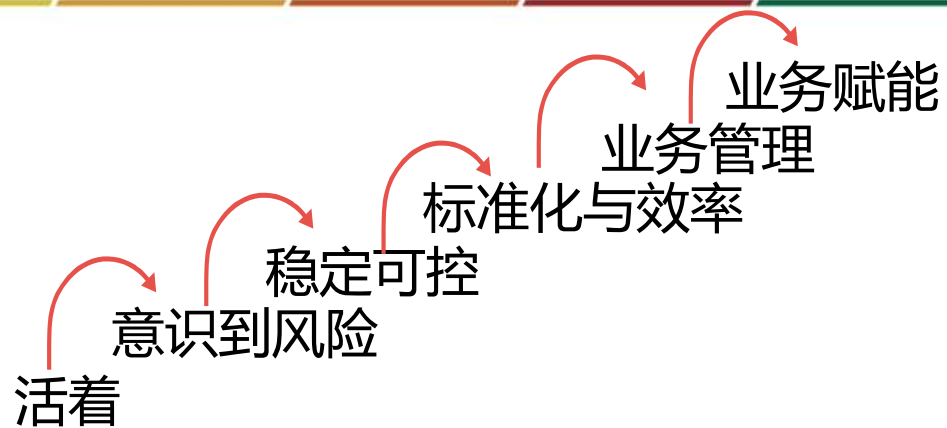 业务赋能
业务管理
标准化与效率
稳定可控
意识到风险
活着